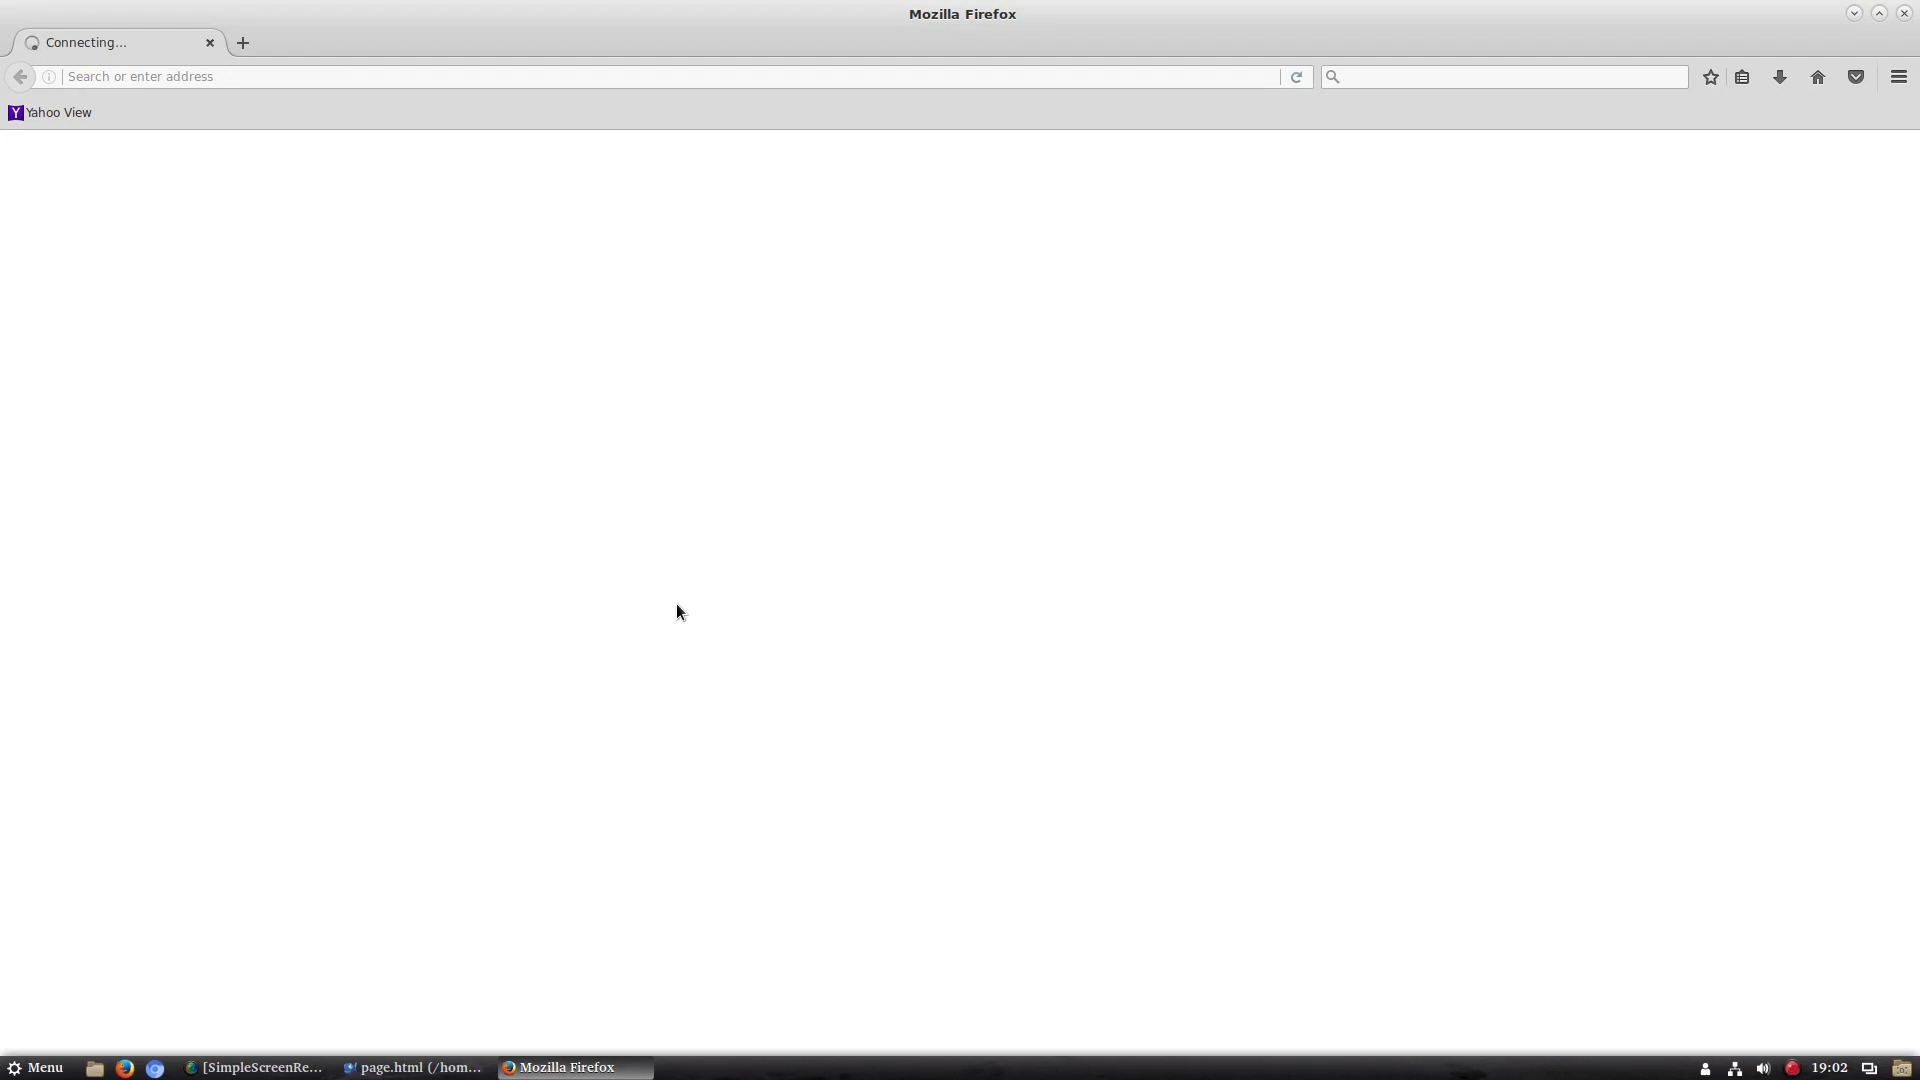 Mozilla Firefox
Connecting...
Search or enter address
Yahoo View
Menu
[SimpleScreenRe...
page.html (/hom...
Mozilla Firefox
19:02